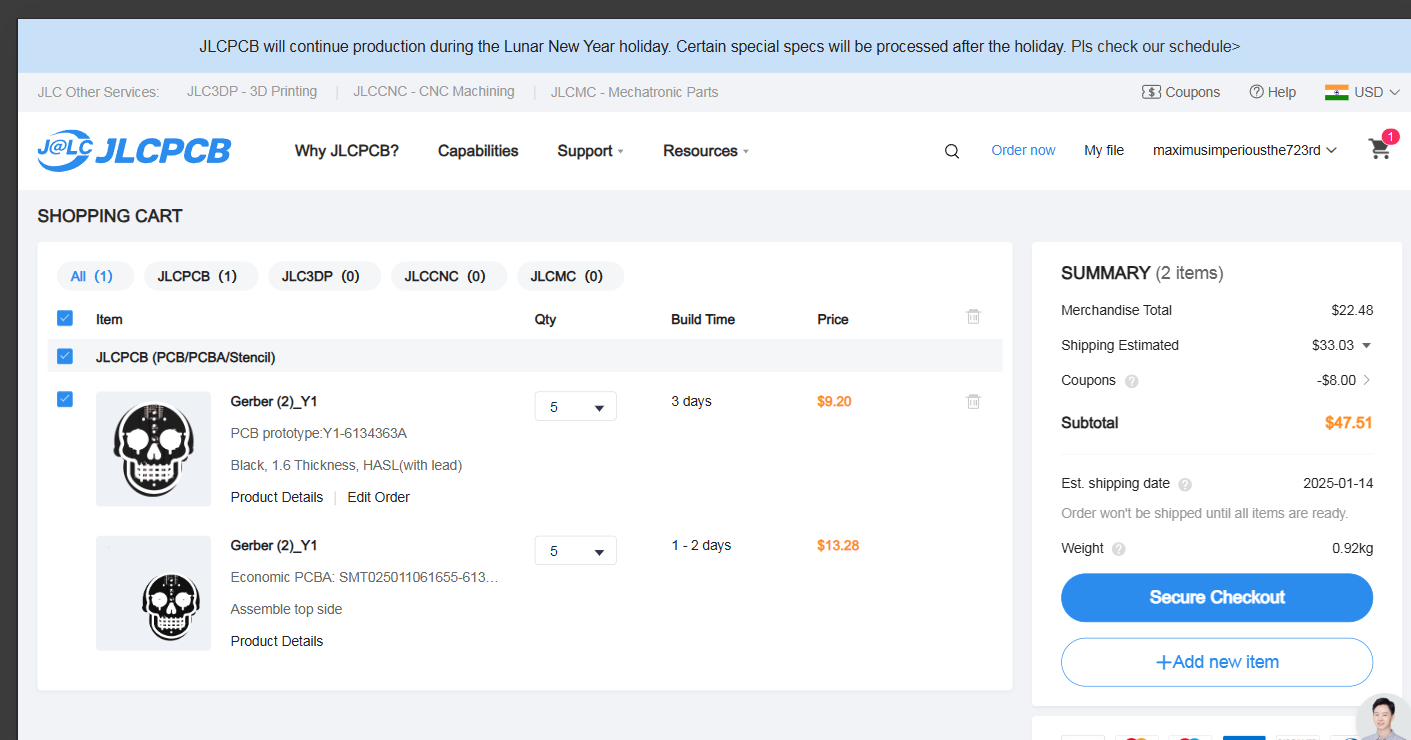 JLCPCB will continue production during the Lunar New Year holiday. Certain special specs will be processed after the holiday. Pls check our schedule>
JLC Other Services: JLC3DP - 3D Printing | JLCCNC - CNC Machining | JLCMC - Mechatronic Parts $ Coupons ? Help USD
J@LC JLCPCB Why JLCPCB? Capabilities Support Resources Order now My file maximusimperiousthe723rd 1
SHOPPING CART
All (1) JLCPCB (1) JLC3DP (0) JLCCNC (0) JLCMC (0)
Item Qty Build Time Price
JLCPCB (PCB/PCBA/Stencil)
Gerber (2)_Y1 5 3 days $9.20
PCB prototype:Y1-6134363A
Black, 1.6 Thickness, HASL(with lead)
Product Details | Edit Order
Gerber (2)_Y1 5 1 - 2 days $13.28
Economic PCBA: SMT025011061655-613…
Assemble top side
Product Details
SUMMARY (2 items)
Merchandise Total $22.48
Shipping Estimated $33.03
Coupons ? -$8.00 >
Subtotal $47.51
Est. shipping date ? 2025-01-14
Order won't be shipped until all items are ready.
Weight ? 0.92kg
Secure Checkout
+Add new item